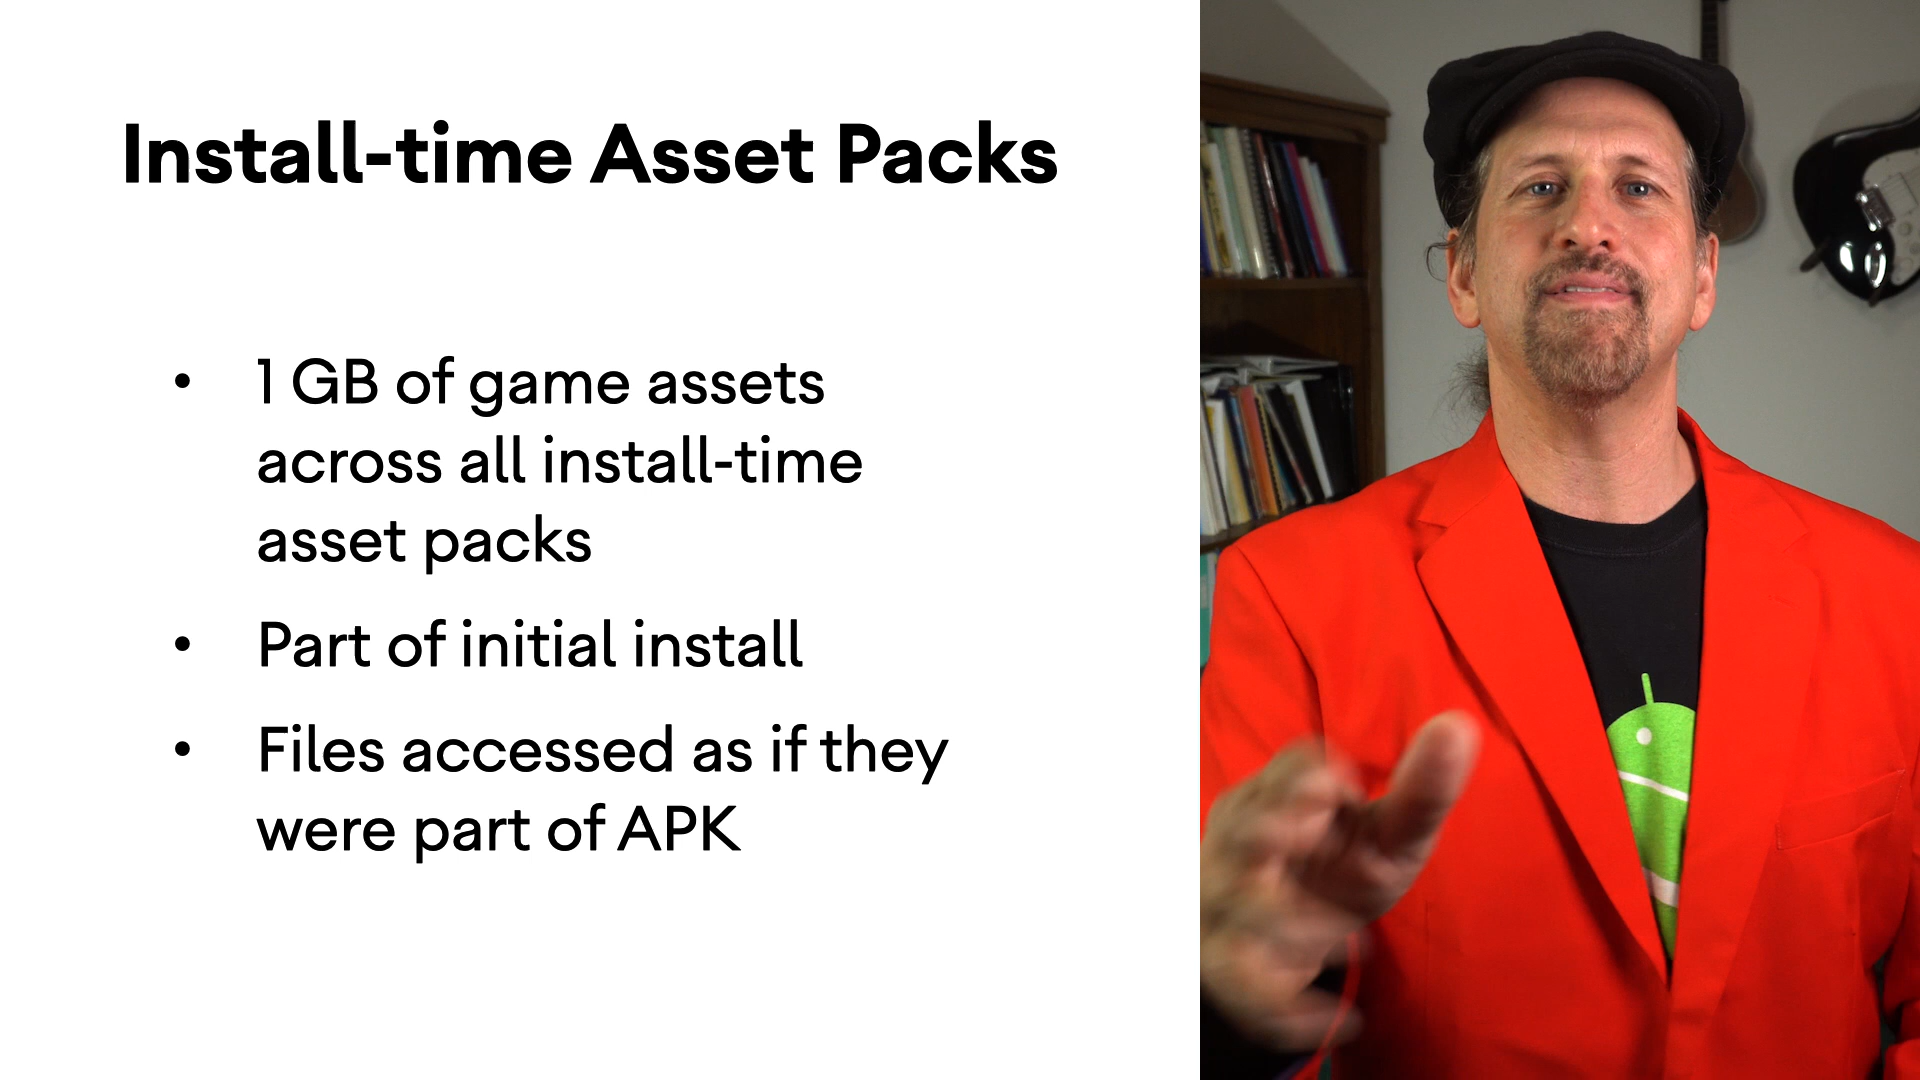 Install-time Asset Packs
• 1 GB of game assets
across all install-time
asset packs
• Part of initial install
• Files accessed as if they
were part of APK